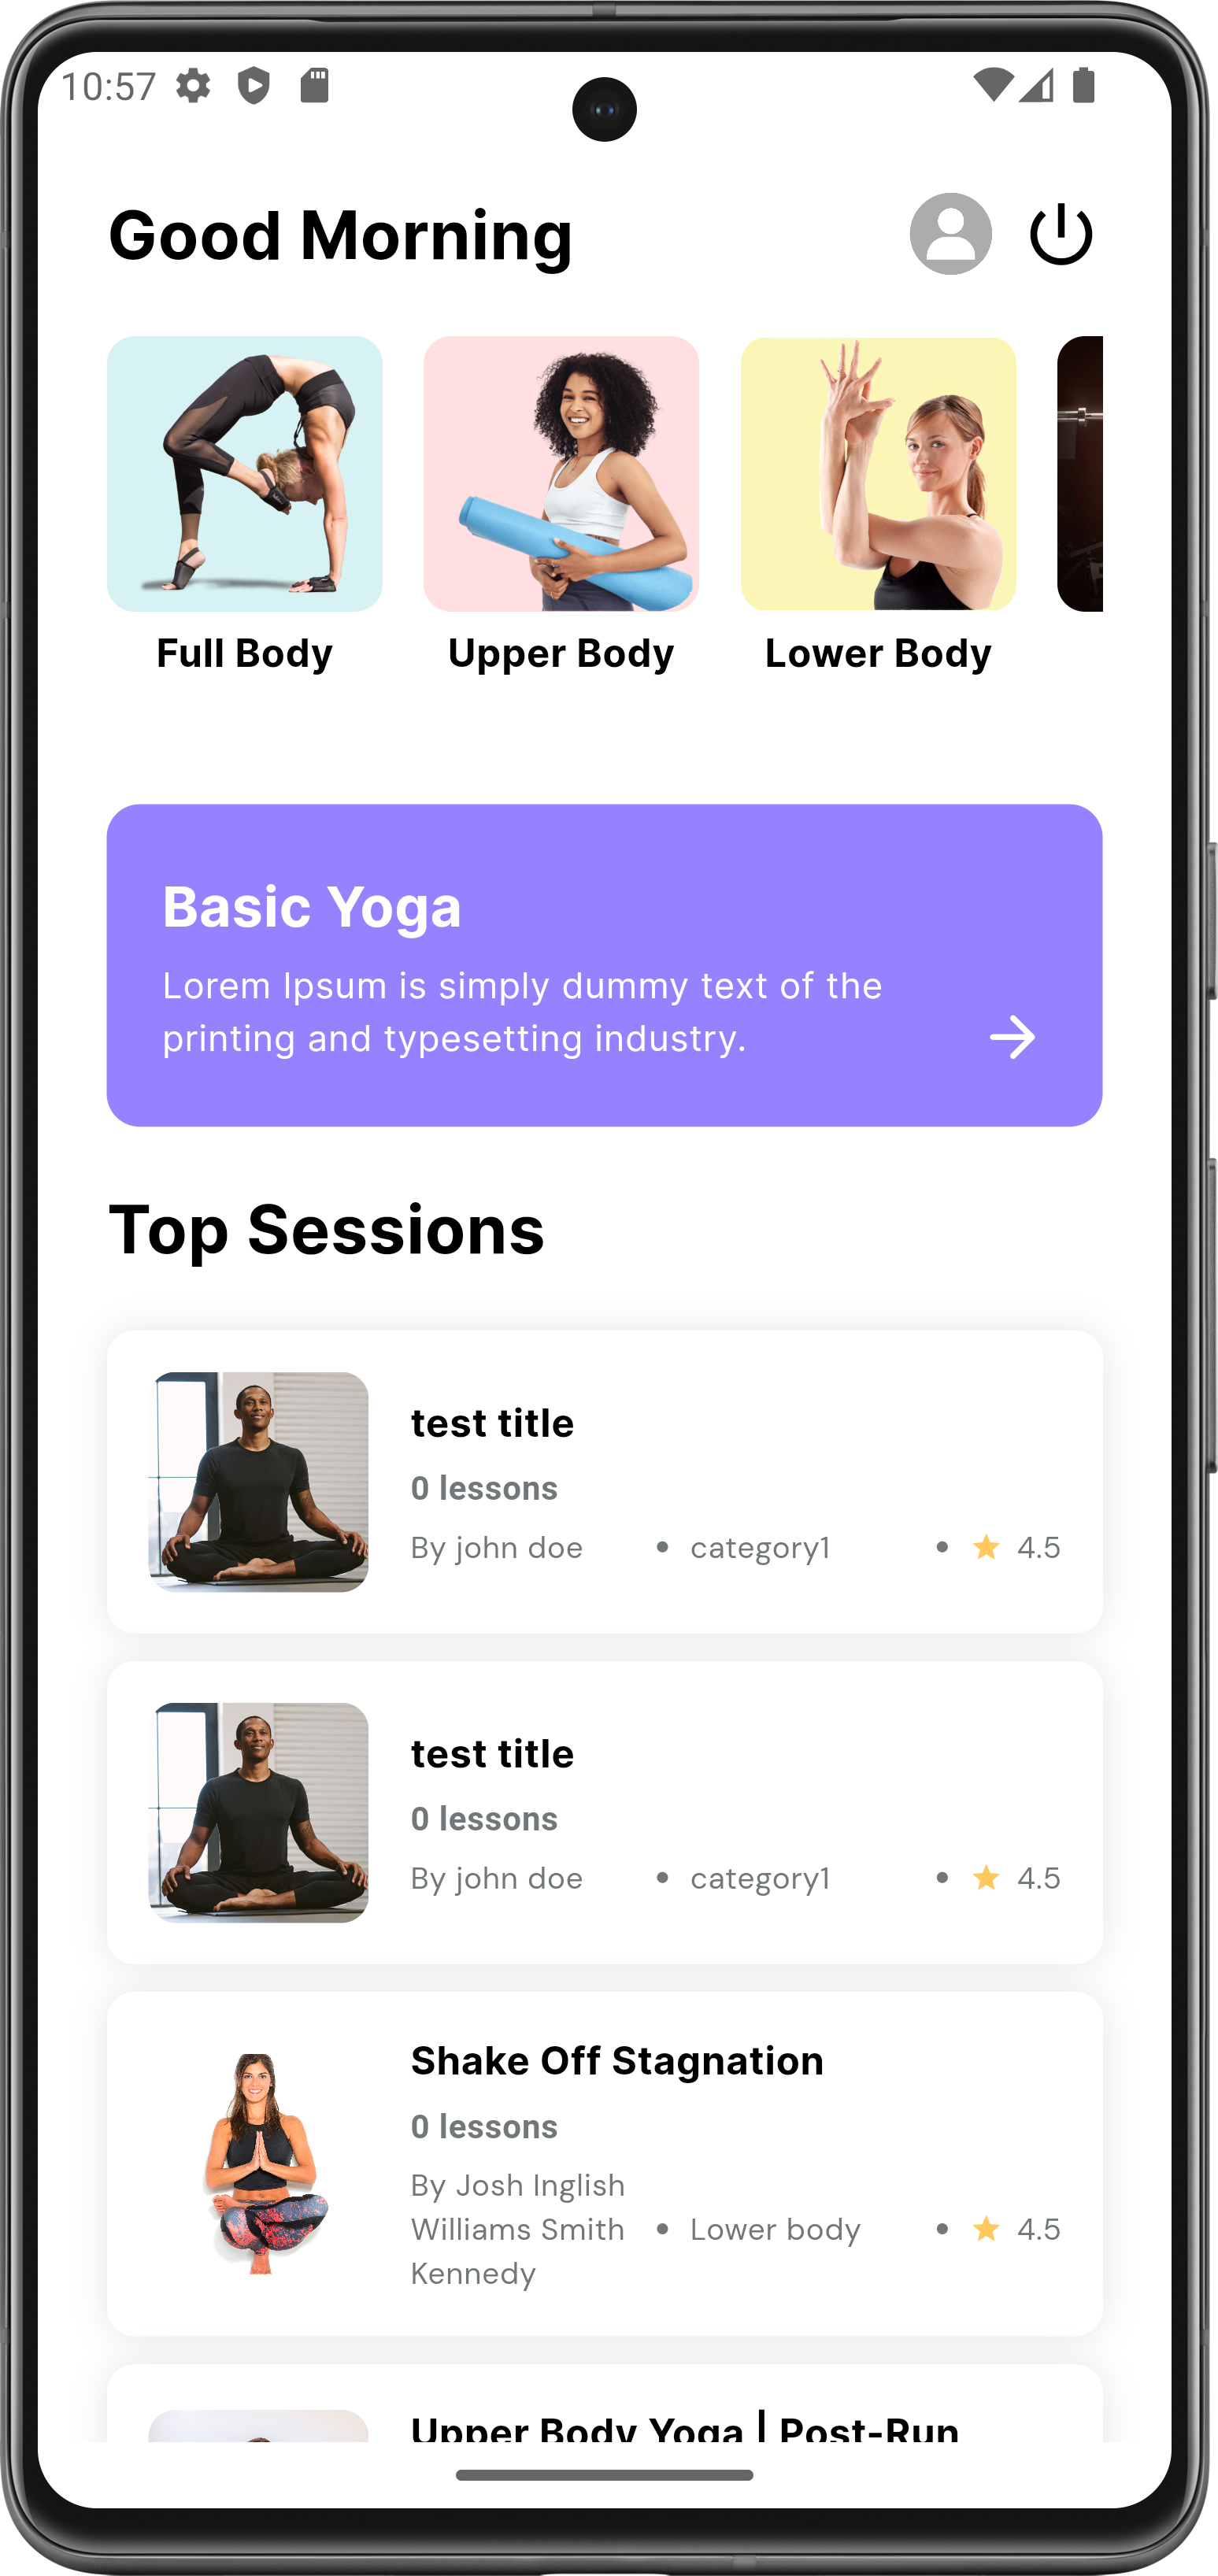 10:57
Good Morning
Full Body
Upper Body
Lower Body
Basic Yoga
Lorem Ipsum is simply dummy text of the
printing and typesetting industry.
Top Sessions
test title
0 lessons
By john doe • category1 • 4.5
test title
0 lessons
By john doe • category1 • 4.5
Shake Off Stagnation
0 lessons
By Josh Inglish
Williams Smith • Lower body • 4.5
Kennedy
Upper Body Yoga | Post-Run